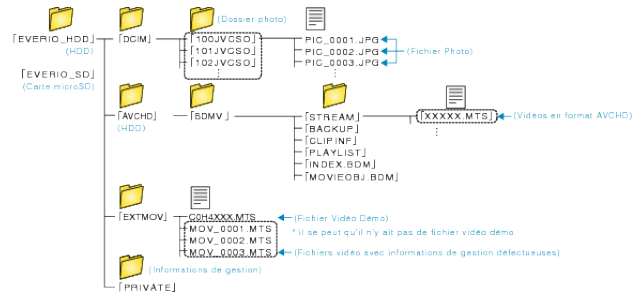 (Dossier photo)
「EVERIO_HDD」
(HDD)
「DCIM」
「100JVCSO」
「101JVCSO」
「102JVCSO」
PIC_0001.JPG
PIC_0002.JPG
PIC_0003.JPG
(Fichier Photo)
「EVERIO_SD」
(Carte microSD)
「AVCHD」
(HDD)
「BDMV」
「STREAM」
「BACKUP」
「CLIPINF」
「PLAYLIST」
「INDEX.BDM」
「MOVIEOBJ.BDM」
「XXXXX.MTS」
(Vidéos en format AVCHD)
「EXTMOV」
C0H4XXX.MTS
(Fichier Vidéo Démo)
MOV_0001.MTS
* il se peut qu'il n'y ait pas de fichier vidéo démo
MOV_0002.MTS
MOV_0003.MTS
(Fichiers vidéo avec informations de gestion défectueuses)
(Informations de gestion)
「PRIVATE」